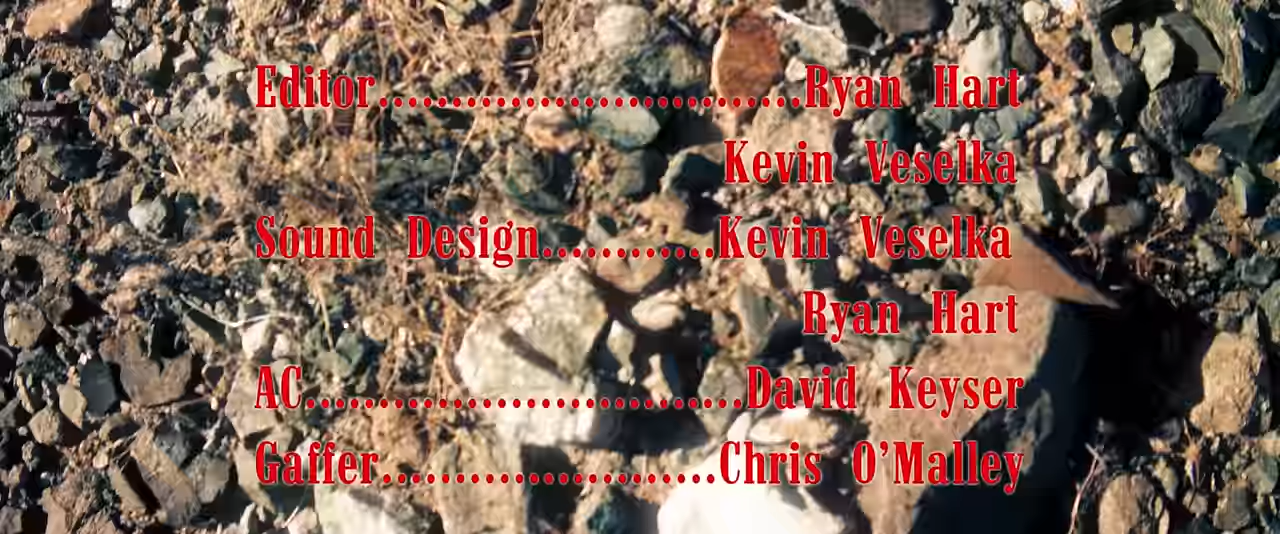 Editor.............................Ryan Hart
Kevin Veselka
Sound Design............Kevin Veselka
Ryan Hart
AC..............................David Keyser
Gaffer.......................Chris O’Malley